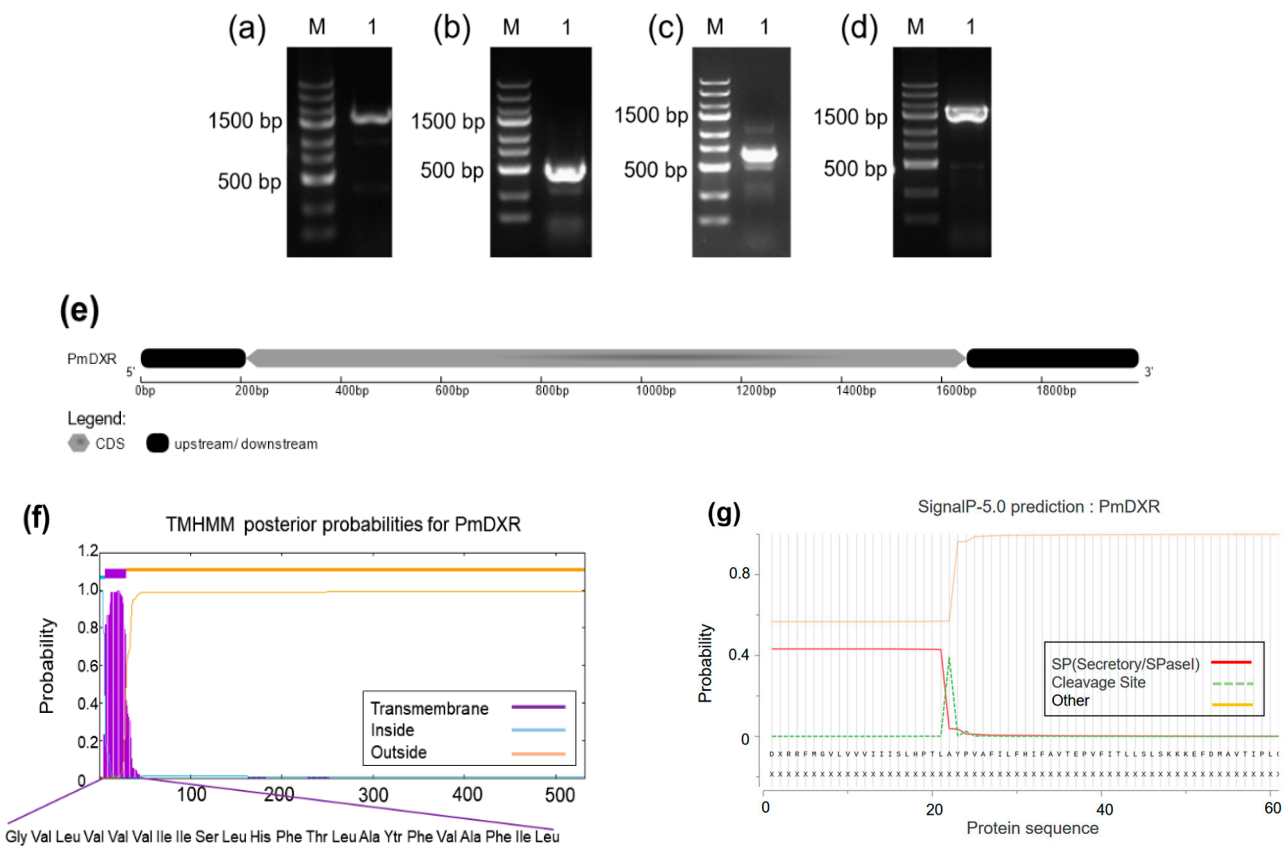 (a) M 1
1500 bp
500 bp
(b) M 1
1500 bp
500 bp
(c) M 1
1500 bp
500 bp
(d) M 1
1500 bp
500 bp
(e)
PmDXR
5'
3'
0bp 200bp 400bp 600bp 800bp 1000bp 1200bp 1400bp 1600bp 1800bp
Legend:
CDS upstream/ downstream
(f)
TMHMM posterior probabilities for PmDXR
Probability
1.2
1.0
0.8
0.6
0.4
0.2
0
100 200 300 400 500
Transmembrane
Inside
Outside
Gly Val Leu Val Val Val Ile Ile Ser Leu His Phe Thr Leu Ala Ytr Phe Val Ala Phe Ile Leu
(g)
SignalP-5.0 prediction : PmDXR
Probability
0.8
0.4
0
SP(Secretory/SPaseI)
Cleavage Site
Other
D X R R F M G V L V V V I I I S L H P T L A Y P V A F I L F H I F A V T E P V F I T L L S L S K K K E F D M A V T I P L
X X X X X X X X X X X X X X X X X X X X X X X X X X X X X X X X X X X X X X X X X X X X X X X X X X X X X X X X X X X X
0 20 40 60
Protein sequence